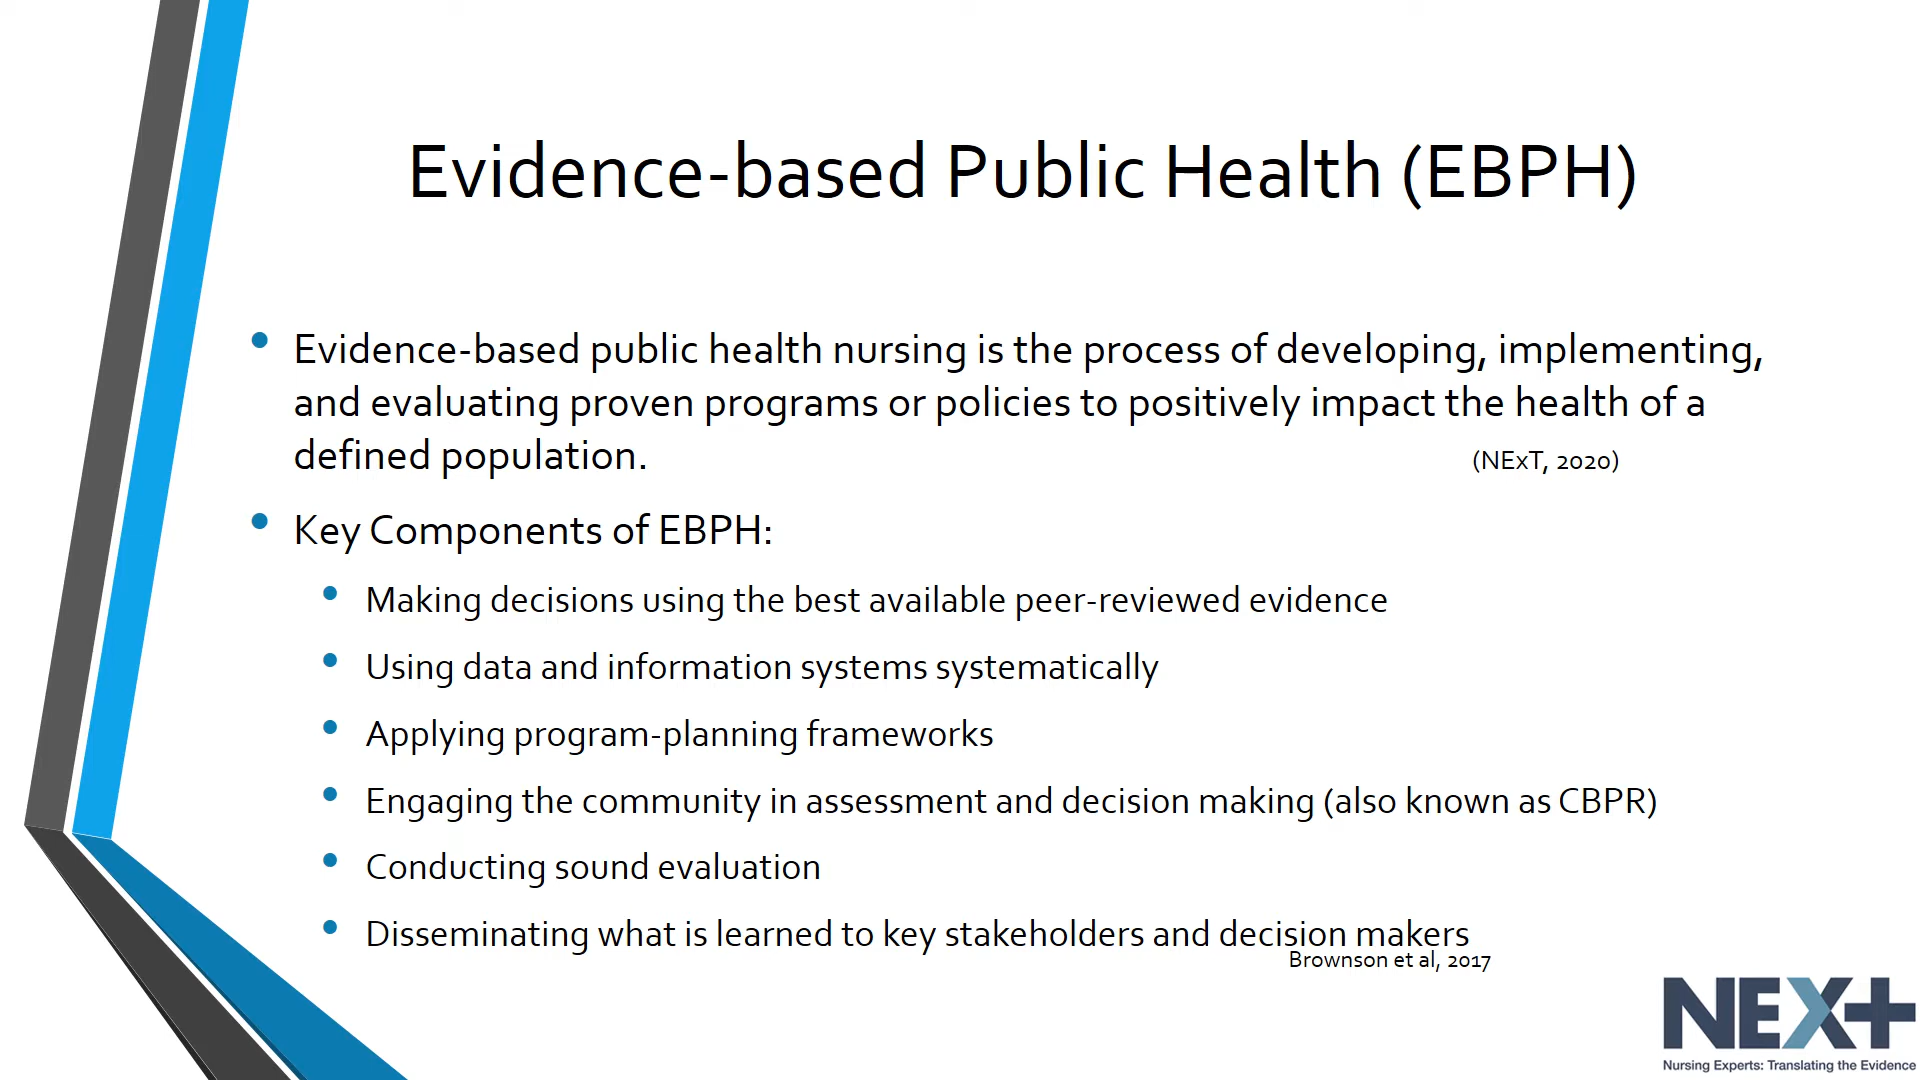 Evidence-based Public Health (EBPH)
Evidence-based public health nursing is the process of developing, implementing,
and evaluating proven programs or policies to positively impact the health of a
defined population. (NExT, 2020)
Key Components of EBPH:
Making decisions using the best available peer-reviewed evidence
Using data and information systems systematically
Applying program-planning frameworks
Engaging the community in assessment and decision making (also known as CBPR)
Conducting sound evaluation
Disseminating what is learned to key stakeholders and decision makers
Brownson et al, 2017
NEXT
Nursing Experts: Translating the Evidence